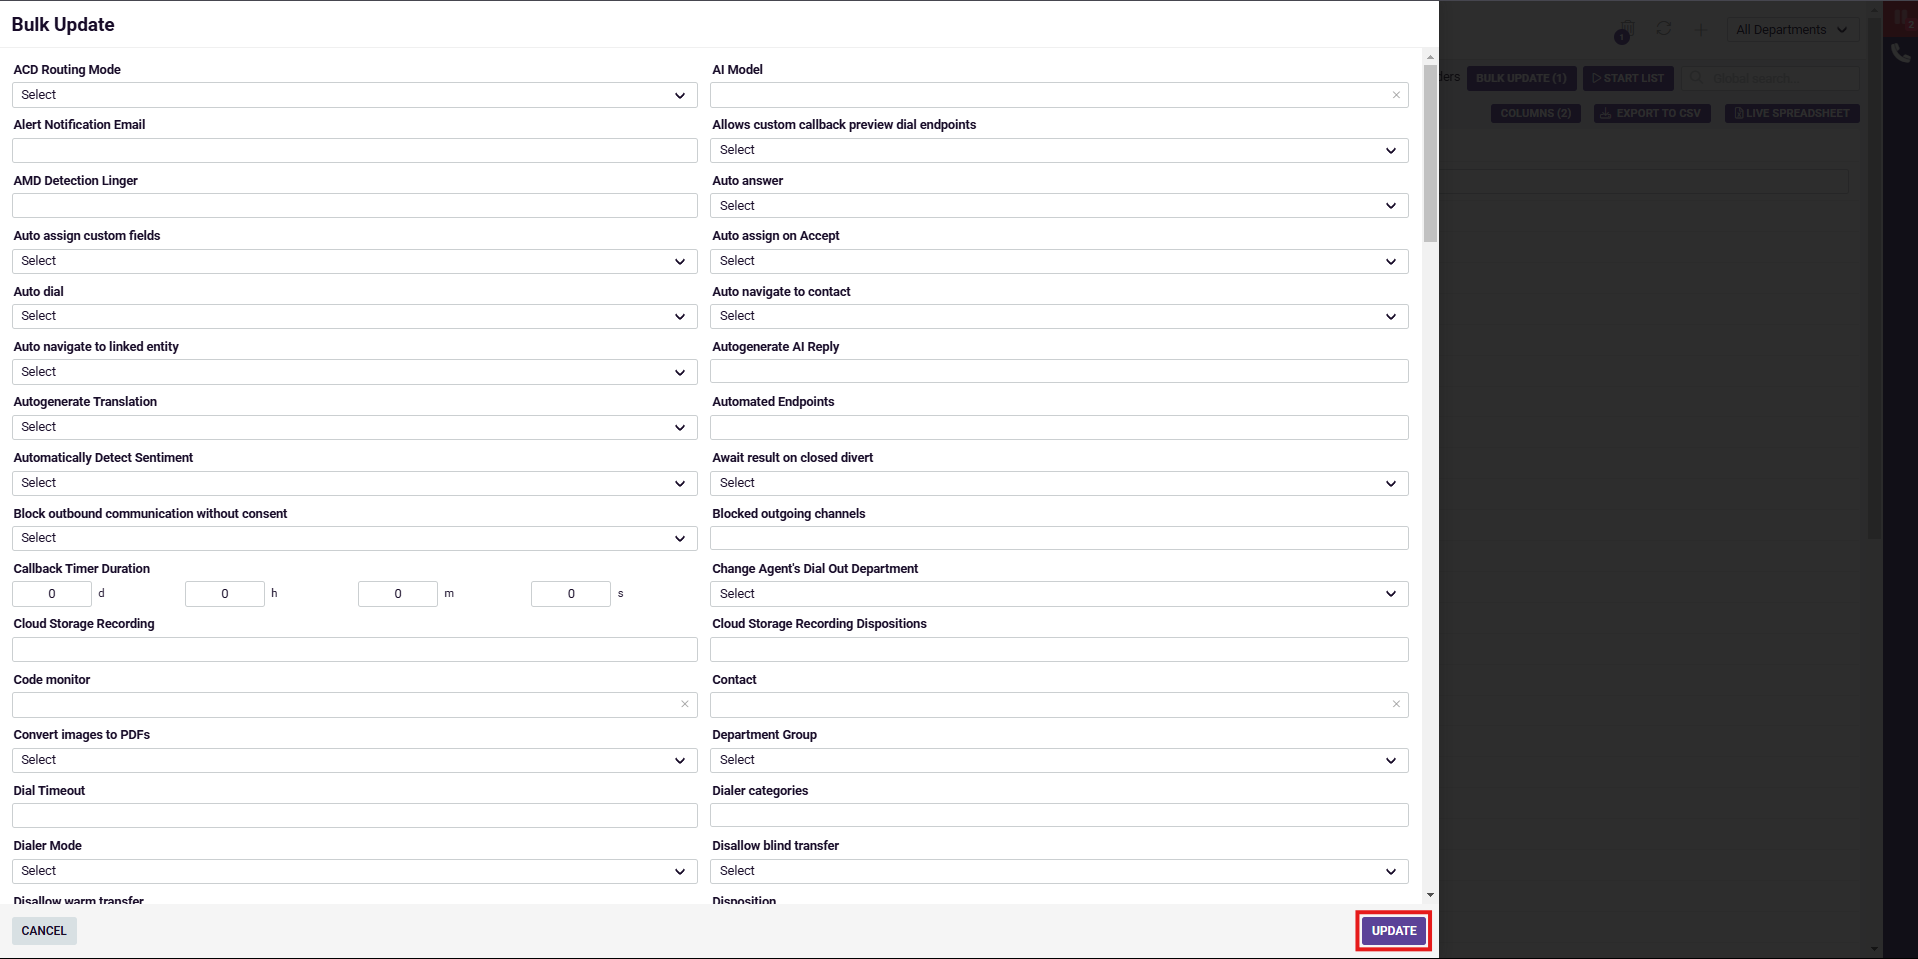 Bulk Update
All Departments
1
2
ACD Routing Mode
AI Model
Select
ders
BULK UPDATE (1)
START LIST
Global search...
COLUMNS (2)
EXPORT TO CSV
LIVE SPREADSHEET
Alert Notification Email
Allows custom callback preview dial endpoints
Select
AMD Detection Linger
Auto answer
Select
Auto assign custom fields
Auto assign on Accept
Select
Select
Auto dial
Auto navigate to contact
Select
Select
Auto navigate to linked entity
Autogenerate AI Reply
Select
Autogenerate Translation
Automated Endpoints
Select
Automatically Detect Sentiment
Await result on closed divert
Select
Select
Block outbound communication without consent
Blocked outgoing channels
Select
Callback Timer Duration
Change Agent's Dial Out Department
0 d 0 h 0 m 0 s
Select
Cloud Storage Recording
Cloud Storage Recording Dispositions
Code monitor
Contact
Convert images to PDFs
Department Group
Select
Select
Dial Timeout
Dialer categories
Dialer Mode
Disallow blind transfer
Select
Select
Disallow warm transfer
Disposition
CANCEL
UPDATE